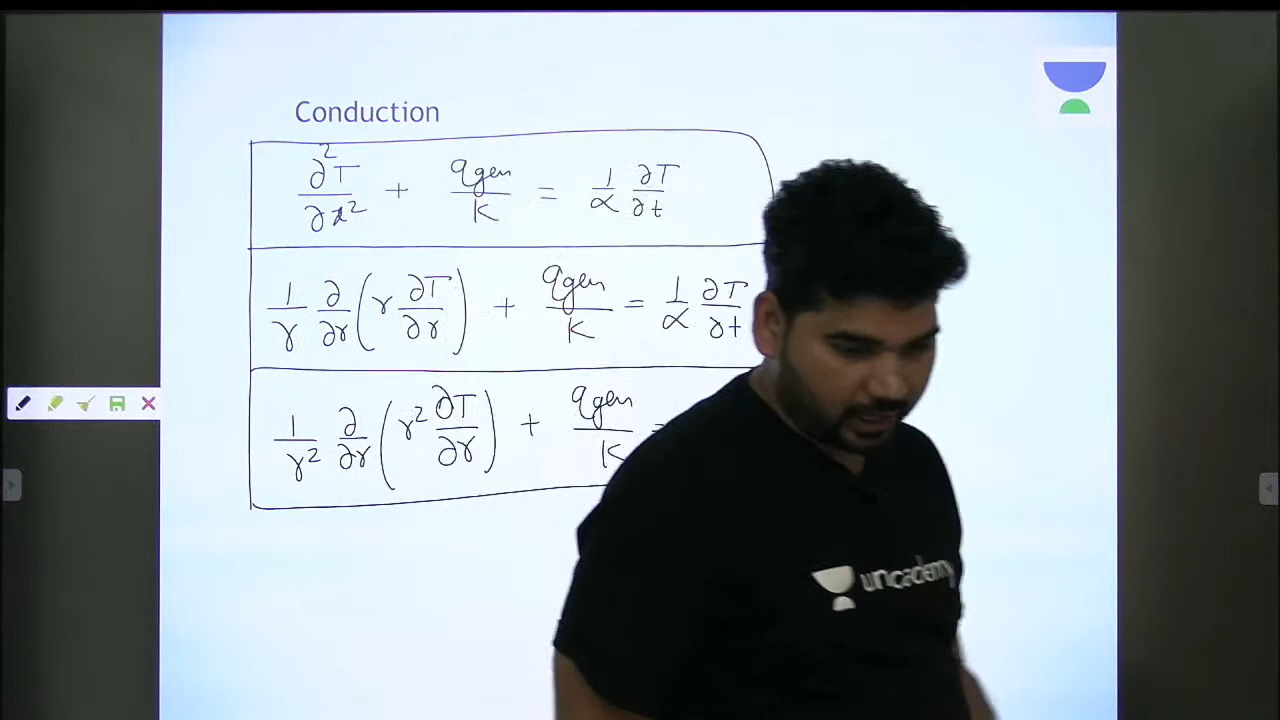 Conduction
∂²T/∂x² + qgen/K = 1/α ∂T/∂t
1/r ∂/∂r (r ∂T/∂r) + qgen/K = 1/α ∂T/∂t
1/r² ∂/∂r (r² ∂T/∂r) + qgen/K =
unacademy